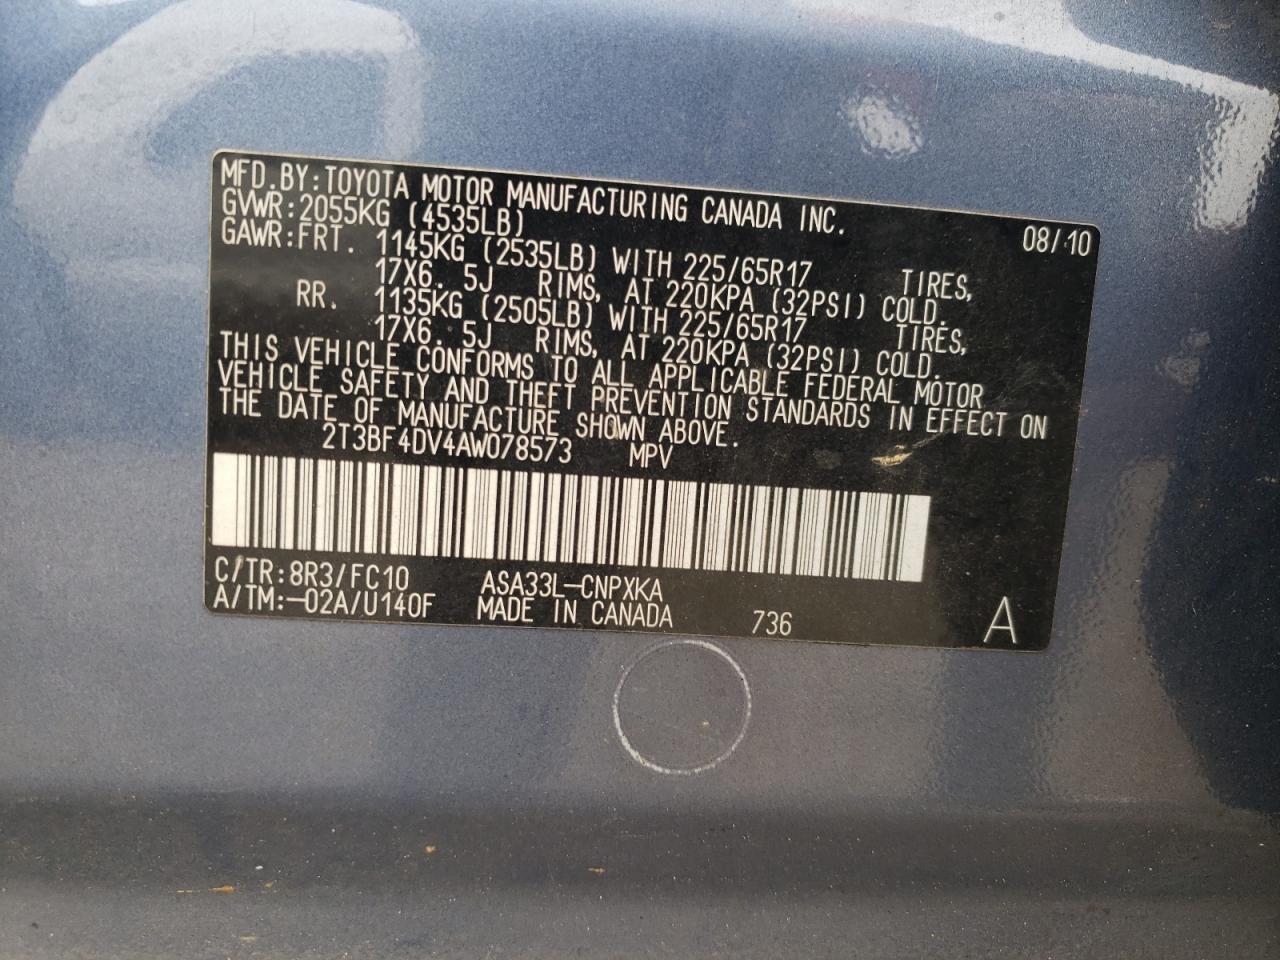 MFD.BY:TOYOTA MOTOR MANUFACTURING CANADA INC.
08/10
GVWR:2055KG (4535LB)
GAWR:FRT. 1145KG (2535LB) WITH 225/65R17 TIRES,
17X6.5J RIMS, AT 220KPA (32PSI) COLD.
RR. 1135KG (2505LB) WITH 225/65R17 TIRES,
17X6.5J RIMS, AT 220KPA (32PSI) COLD.
THIS VEHICLE CONFORMS TO ALL APPLICABLE FEDERAL MOTOR
VEHICLE SAFETY AND THEFT PREVENTION STANDARDS IN EFFECT ON
THE DATE OF MANUFACTURE SHOWN ABOVE.
2T3BF4DV4AW078573 MPV
C/TR:8R3/FC10 ASA33L-CNPXKA
A/TM:-02A/U140F MADE IN CANADA 736 A